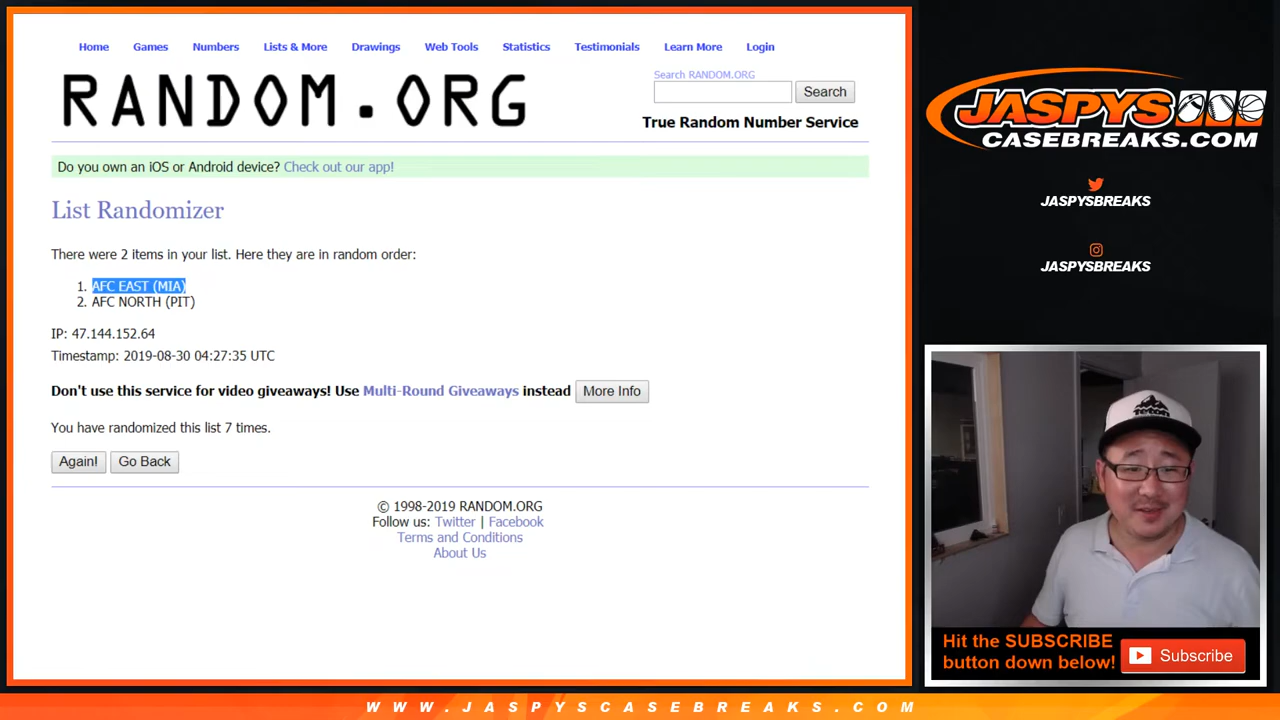 Home Games Numbers Lists & More Drawings Web Tools Statistics Testimonials Learn More Login
RANDOM.ORG
Search RANDOM.ORG
Search
True Random Number Service
Do you own an iOS or Android device? Check out our app!
List Randomizer
There were 2 items in your list. Here they are in random order:
1. AFC EAST (MIA)
2. AFC NORTH (PIT)
IP: 47.144.152.64
Timestamp: 2019-08-30 04:27:35 UTC
Don't use this service for video giveaways! Use Multi-Round Giveaways instead More Info
You have randomized this list 7 times.
Again! Go Back
© 1998-2019 RANDOM.ORG
Follow us: Twitter | Facebook
Terms and Conditions
About Us
JASPYS
CASEBREAKS.COM
JASPYSBREAKS
JASPYSBREAKS
Teton
Hit the SUBSCRIBE
button down below!
Subscribe
WWW.JASPYSCASEBREAKS.COM